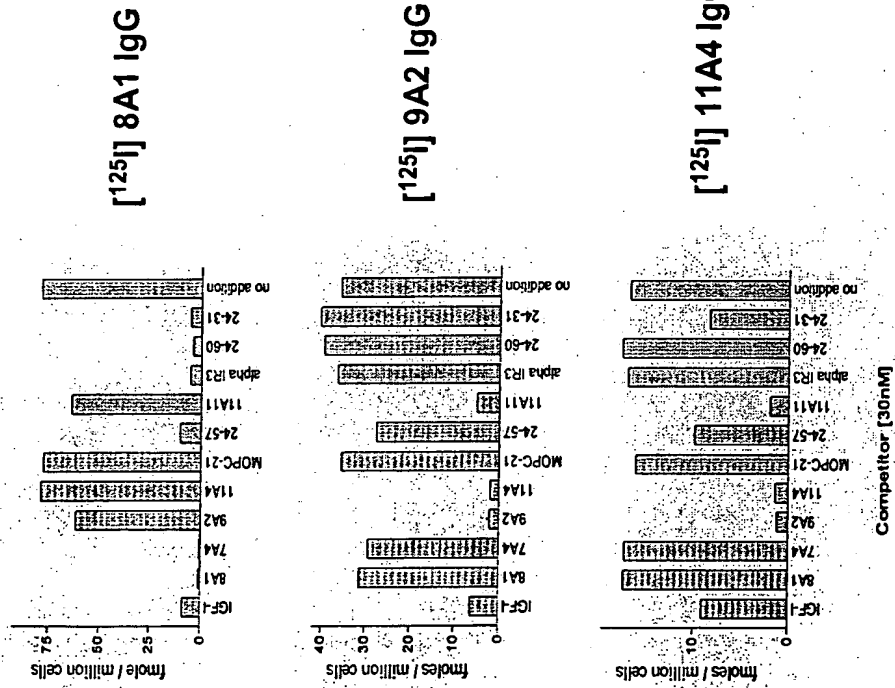 [125I] 8A1 IgG
fmole / million cells
75
50
25
0
IGF-I
8A1
7A4
9A2
11A4
MOPC-21
24-57
11A11
alpha IR3
24-60
24-31
no addition
[125I] 9A2 IgG
fmoles / million cells
40
30
20
10
0
IGF-I
8A1
7A4
9A2
11A4
MOPC-21
24-57
11A11
alpha IR3
24-60
24-31
no addition
[125I] 11A4 Ig
fmoles / million cells
10
0
IGF-I
8A1
7A4
9A2
11A4
MOPC-21
24-57
11A11
alpha IR3
24-60
24-31
no addition
Competitor [30nM]